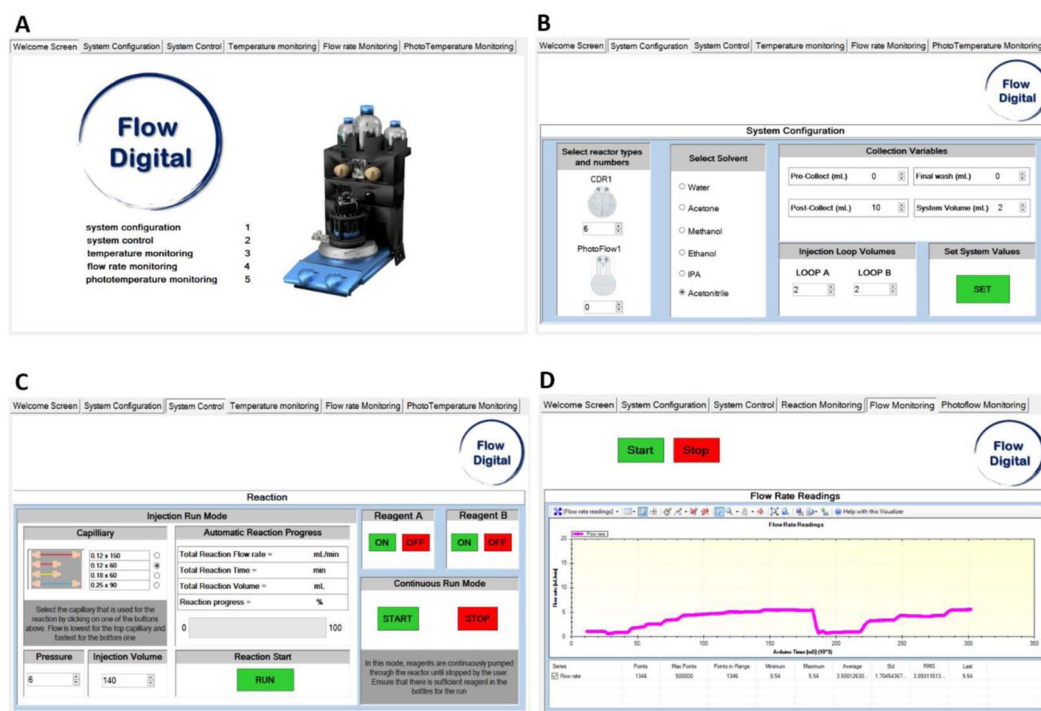 A
Welcome Screen System Configuration System Control Temperature monitoring Flow rate Monitoring PhotoTemperature Monitoring
Flow
Digital
system configuration 1
system control 2
temperature monitoring 3
flow rate monitoring 4
phototemperature monitoring 5
B
Welcome Screen System Configuration System Control Temperature monitoring Flow rate Monitoring PhotoTemperature Monitoring
Flow
Digital
System Configuration
Select reactor types
and numbers
CDR1
6
PhotoFlow1
0
Select Solvent
Water
Acetone
Methanol
Ethanol
IPA
Acetonitrile
Collection Variables
Pre-Collect (mL) 0 Final wash (mL) 0
Post-Collect (mL) 10 System Volume (mL) 2
Injection Loop Volumes
LOOP A LOOP B
2 2
Set System Values
SET
C
Welcome Screen System Configuration System Control Temperature monitoring Flow rate Monitoring PhotoTemperature Monitoring
Flow
Digital
Reaction
Injection Run Mode
Capilliary
0.12 x 150
0.12 x 60
0.18 x 60
0.25 x 90
Select the capilliary that is used for the
reaction by clicking on one of the buttons
above. Flow is lowest for the top capilliary and
fastest for the bottom one
Pressure Injection Volume
6 140
Automatic Reaction Progress
Total Reaction Flow rate = mL/min
Total Reaction Time = min
Total Reaction Volume = mL
Reaction progress = %
0 100
Reaction Start
RUN
Reagent A Reagent B
ON OFF ON OFF
Continuous Run Mode
START STOP
In this mode, reagents are continuously pumped
through the reactor until stopped by the user.
Ensure that there is sufficient reagent in the
bottles for the run
D
Welcome Screen System Configuration System Control Reaction Monitoring Flow Monitoring Photoflow Monitoring
Start Stop
Flow
Digital
Flow Rate Readings
[Flow rate readings] Help with this Visualizer
Flow Rate Readings
Flow rate
20
15
10
5
0
Flow rate (mL/min)
0 50 100 150 200 250 300 350
Arduino Timer [mS] (10^3)
Series Points Max Points Points in Range Minimum Maximum Average Std RMS Last
Flow rate 1346 500000 1346 0.54 5.54 3.50012630... 5.54